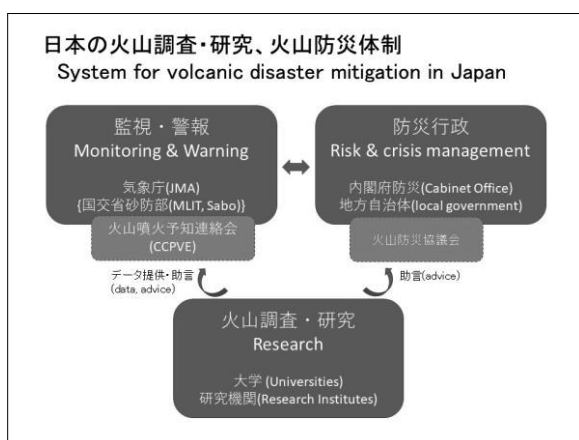 日本の火山調査・研究、火山防災体制
System for volcanic disaster mitigation in Japan
監視・警報
Monitoring & Warning
気象庁(JMA)
{国交省砂防部(MLIT, Sabo)}
火山噴火予知連絡会
(CCPVE)
防災行政
Risk & crisis management
内閣府防災(Cabinet Office)
地方自治体(local government)
火山防災協議会
データ提供・助言
(data, advice)
助言(advice)
火山調査・研究
Research
大学 (Universities)
研究機関(Research Institutes)